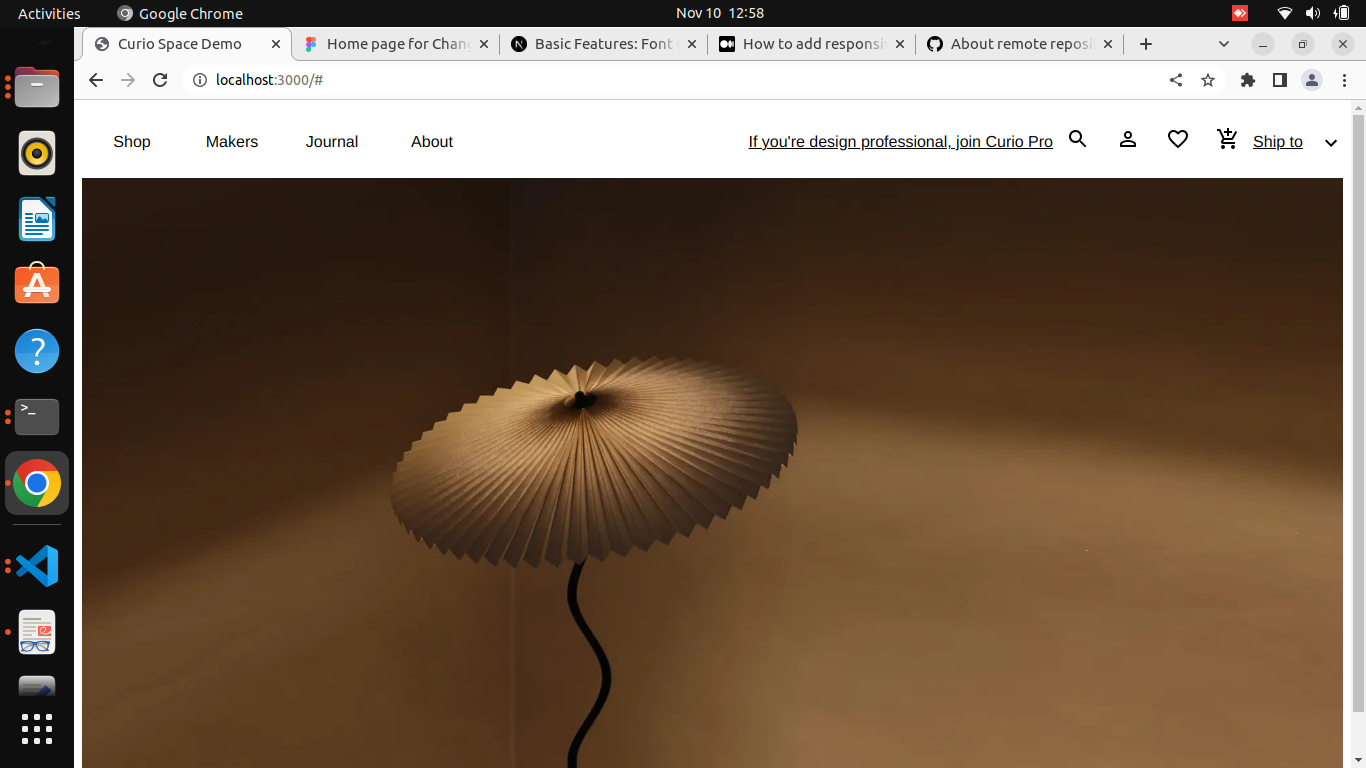 Activities Google Chrome Nov 10 12:58
Curio Space Demo Home page for Chan Basic Features: Font How to add responsi About remote reposi
localhost:3000/#
Shop Makers Journal About If you're design professional, join Curio Pro Ship to